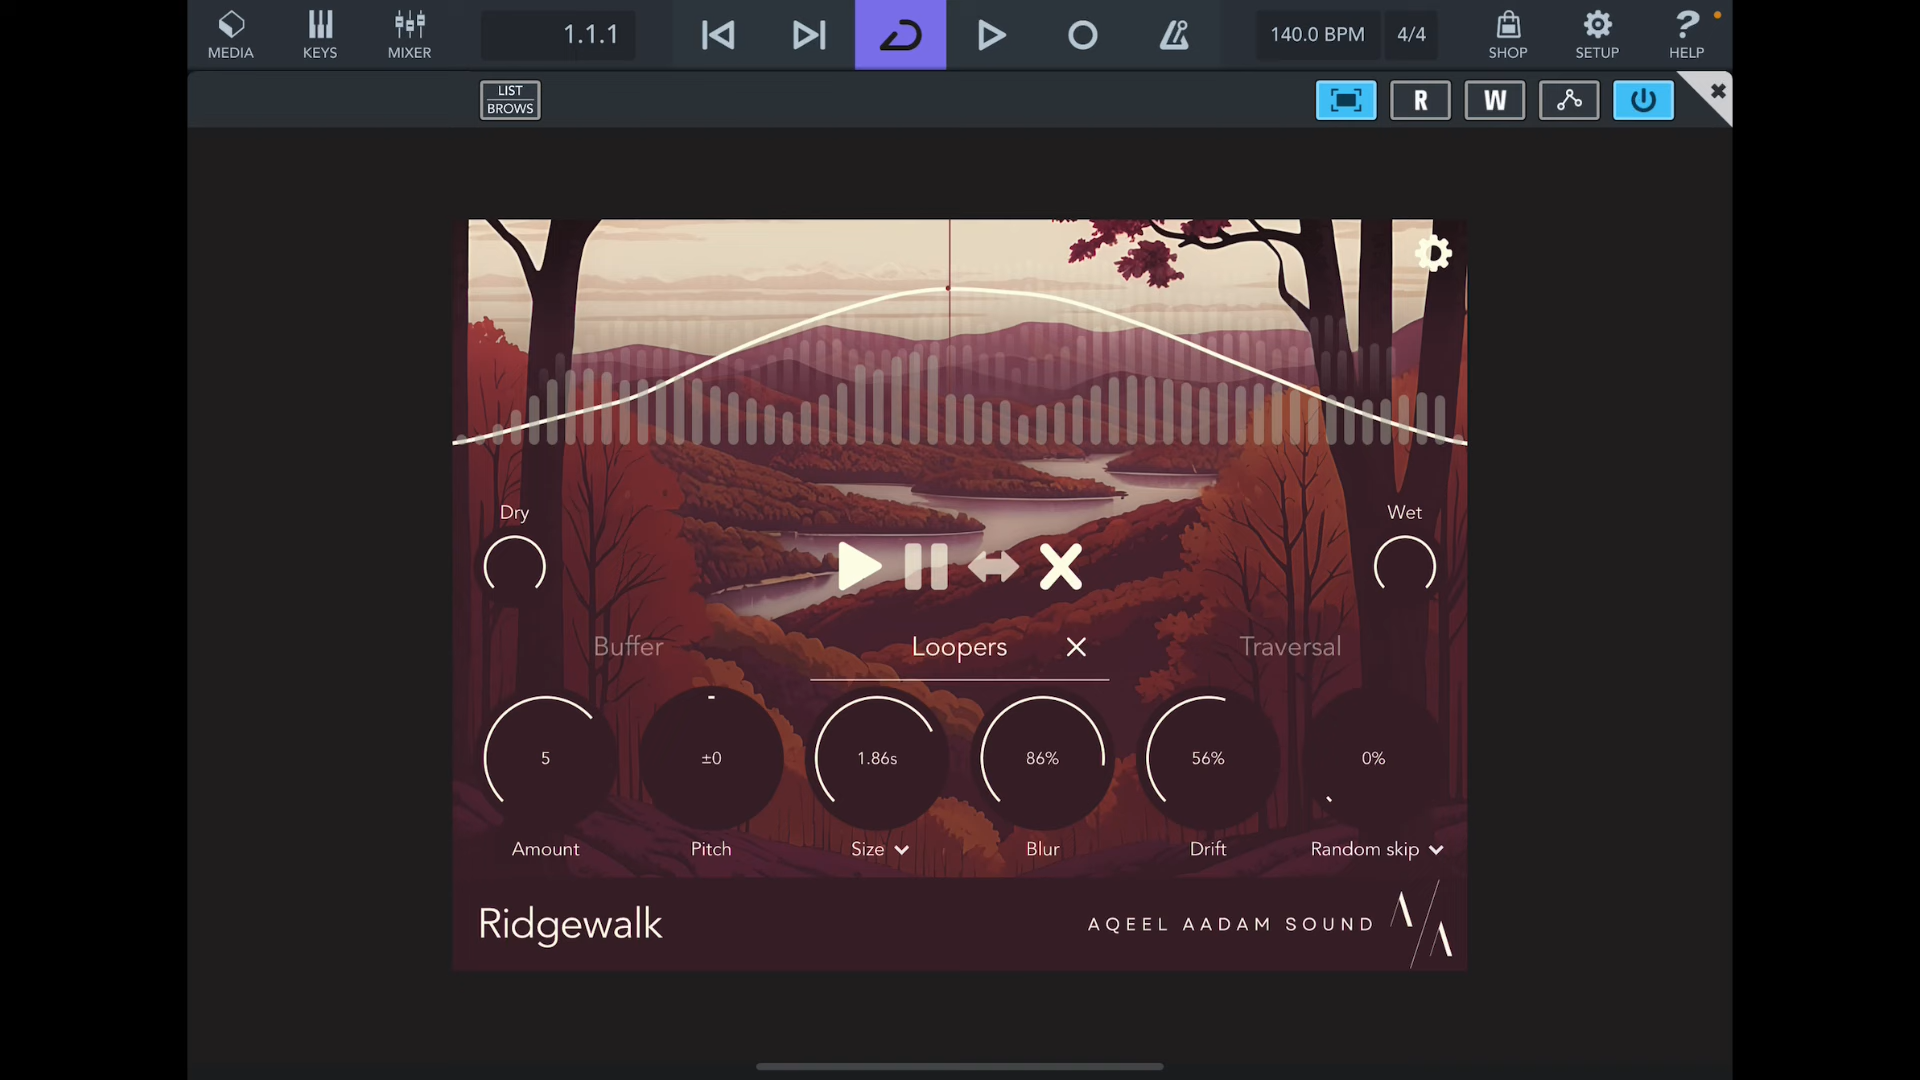 MEDIA
KEYS
MIXER
1.1.1
140.0 BPM
4/4
SHOP
SETUP
HELP
LIST
BROWS
R
W
Dry
Wet
Buffer
Loopers
Traversal
5
±0
1.86s
86%
56%
0%
Amount
Pitch
Size
Blur
Drift
Random skip
Ridgewalk
AQEEL AADAM SOUND